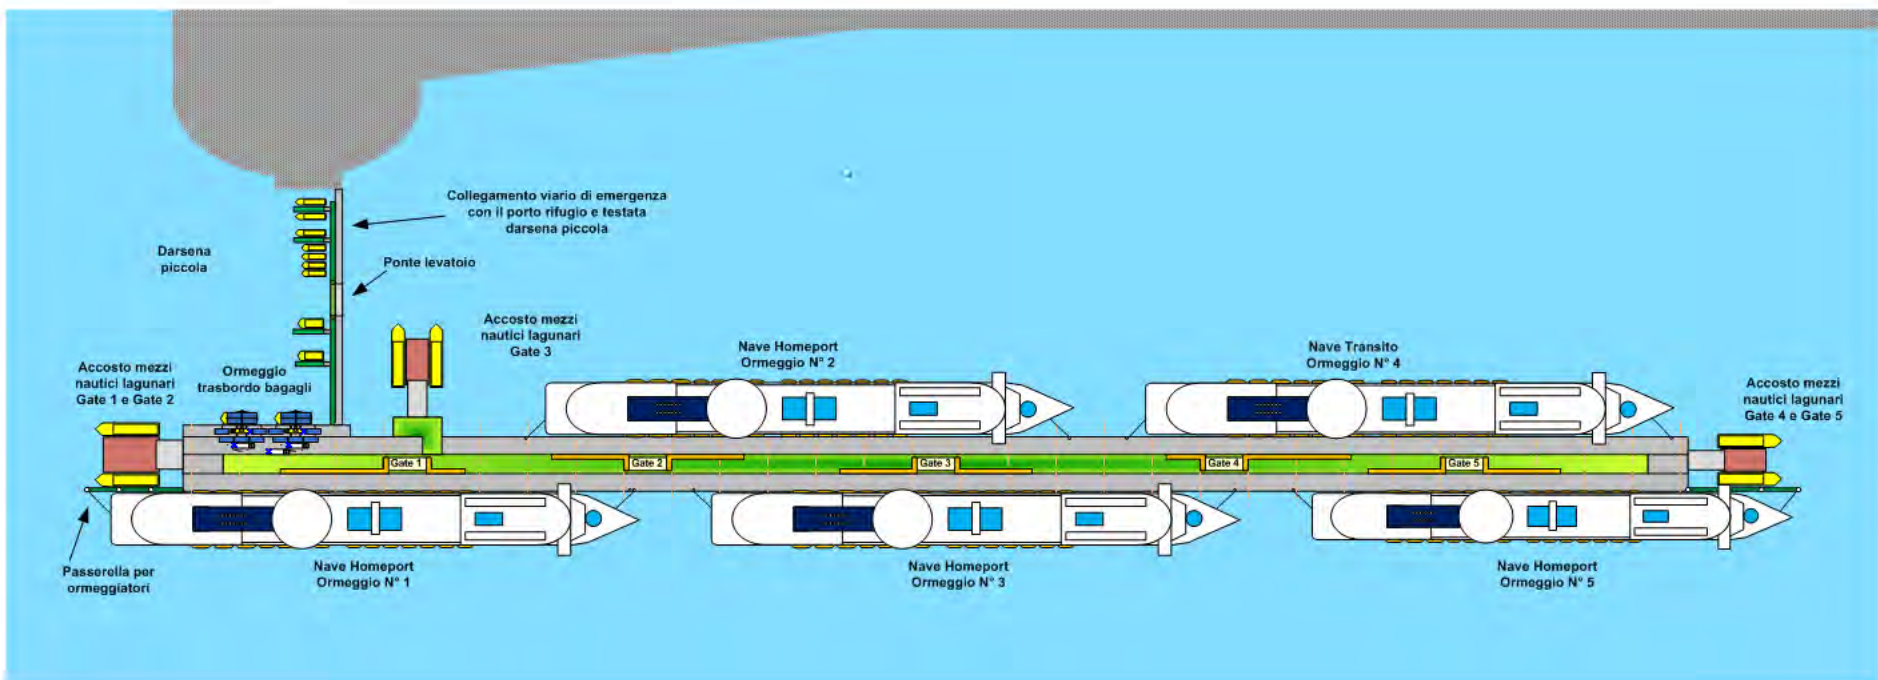 Collegamento viario di emergenza
con il porto rifugio e testata
darsena piccola
Darsena
piccola
Ponte levatoio
Accosto mezzi
nautici lagunari
Gate 3
Nave Homeport
Ormeggio N° 2
Nave Transito
Ormeggio N° 4
Accosto mezzi
nautici lagunari
Gate 1 e Gate 2
Ormeggio
trasbordo bagagli
Accosto mezzi
nautici lagunari
Gate 4 e Gate 5
Gate 1
Gate 2
Gate 3
Gate 4
Gate 5
Passerella per
ormeggiatori
Nave Homeport
Ormeggio N° 1
Nave Homeport
Ormeggio N° 3
Nave Homeport
Ormeggio N° 5